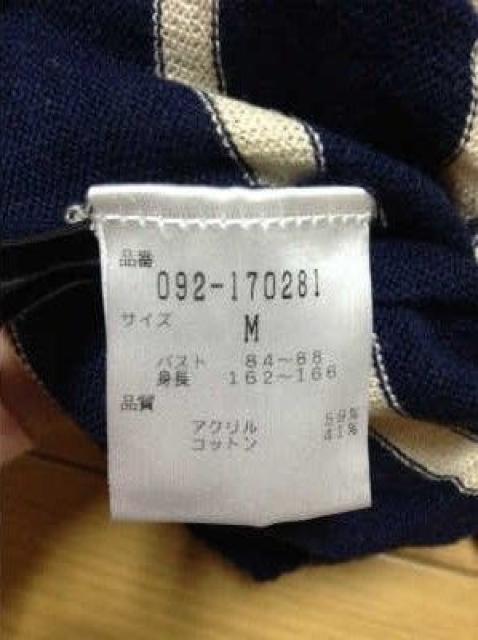 品番
092-170281
サイズ
M
バスト 84～88
身長 162～166
品質
アクリル 59%
コットン 41%